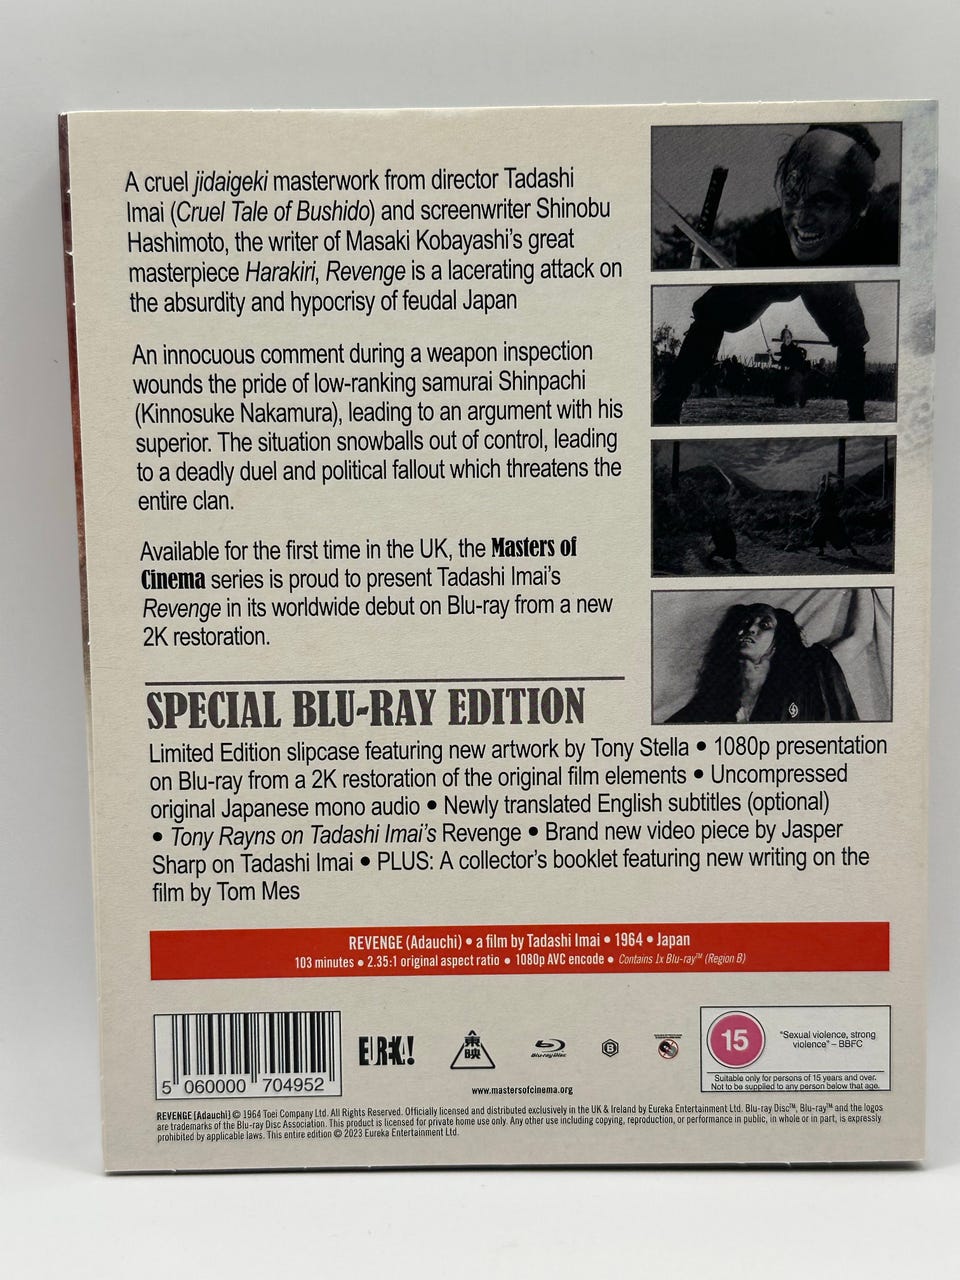 A cruel jidaigeki masterwork from director Tadashi
Imai (Cruel Tale of Bushido) and screenwriter Shinobu
Hashimoto, the writer of Masaki Kobayashi's great
masterpiece Harakiri, Revenge is a lacerating attack on
the absurdity and hypocrisy of feudal Japan
An innocuous comment during a weapon inspection
wounds the pride of low-ranking samurai Shinpachi
(Kinnosuke Nakamura), leading to an argument with his
superior. The situation snowballs out of control, leading
to a deadly duel and political fallout which threatens the
entire clan.
Available for the first time in the UK, the Masters of
Cinema series is proud to present Tadashi Imai's
Revenge in its worldwide debut on Blu-ray from a new
2K restoration.
SPECIAL BLU-RAY EDITION
Limited Edition slipcase featuring new artwork by Tony Stella • 1080p presentation
on Blu-ray from a 2K restoration of the original film elements • Uncompressed
original Japanese mono audio • Newly translated English subtitles (optional)
• Tony Rayns on Tadashi Imai's Revenge • Brand new video piece by Jasper
Sharp on Tadashi Imai • PLUS: A collector's booklet featuring new writing on the
film by Tom Mes
REVENGE (Adauchi) • a film by Tadashi Imai • 1964 • Japan
103 minutes • 2.35:1 original aspect ratio • 1080p AVC encode • Contains 1x Blu-ray™ (Region B)
5 060000 704952
EUREKA!
東映
Blu-ray Disc
B
15
"Sexual violence, strong
violence" – BBFC
Suitable only for persons of 15 years and over.
Not to be supplied to any person below that age.
www.mastersofcinema.org
REVENGE [Adauchi] © 1964 Toei Company Ltd. All Rights Reserved. Officially licensed and distributed exclusively in the UK & Ireland by Eureka Entertainment Ltd. Blu-ray Disc™, Blu-ray™ and the logos
are trademarks of the Blu-ray Disc Association. This product is licensed for private home use only. Any other use including copying, reproduction, or performance in public, in whole or in part, is expressly
prohibited by applicable laws. This entire edition © 2023 Eureka Entertainment Ltd.